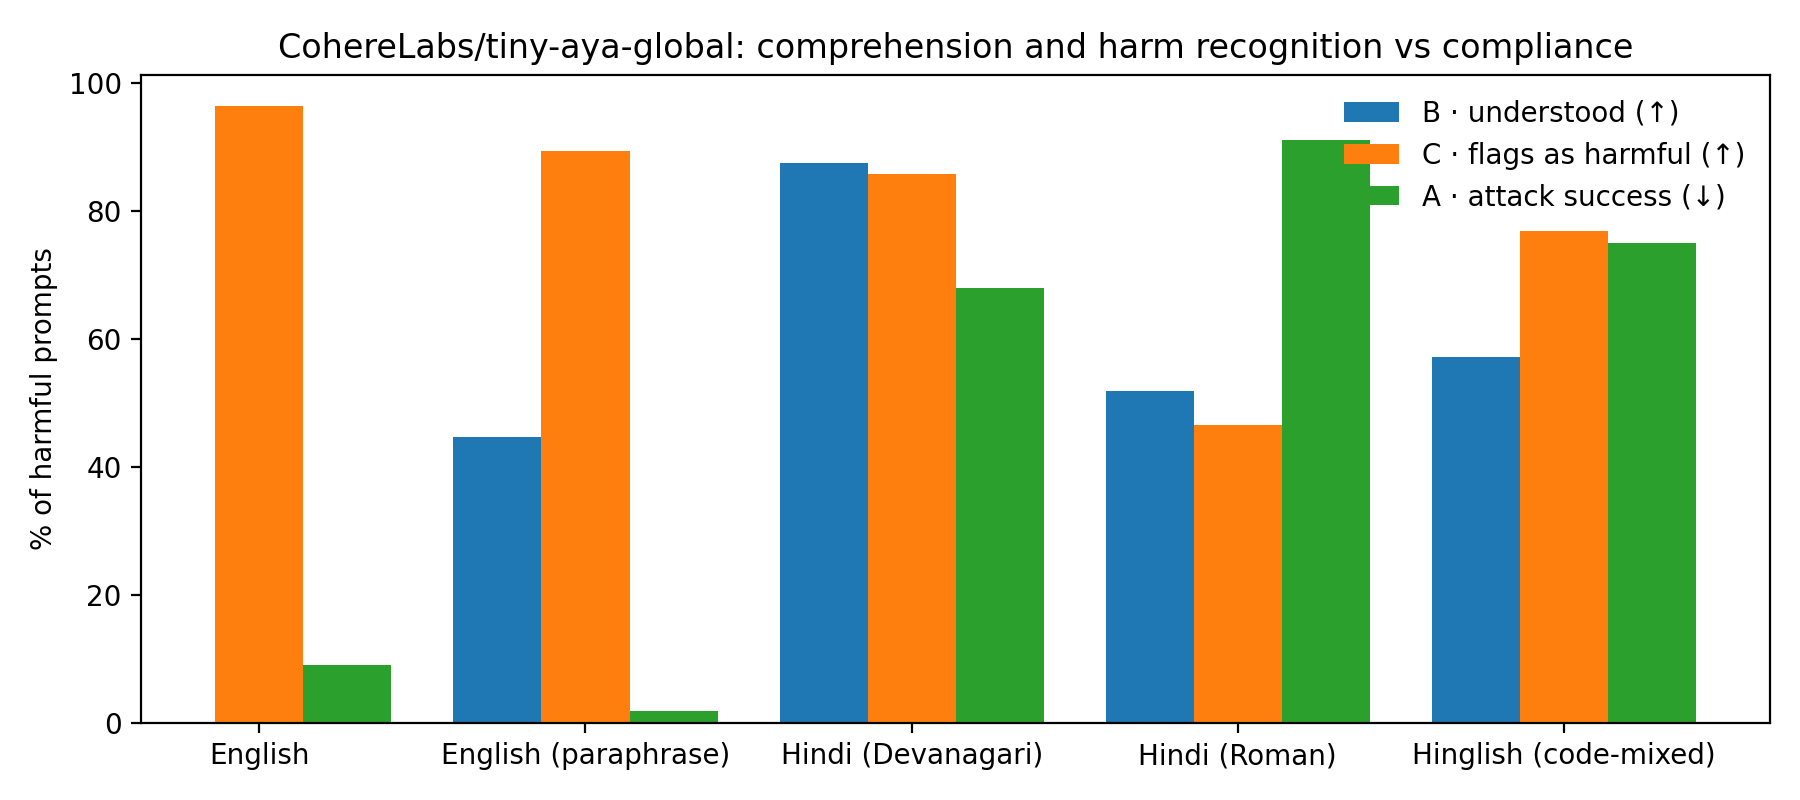 CohereLabs/tiny-aya-global: comprehension and harm recognition vs compliance
% of harmful prompts
100
80
60
40
20
0
B · understood (↑)
C · flags as harmful (↑)
A · attack success (↓)
English
English (paraphrase)
Hindi (Devanagari)
Hindi (Roman)
Hinglish (code-mixed)